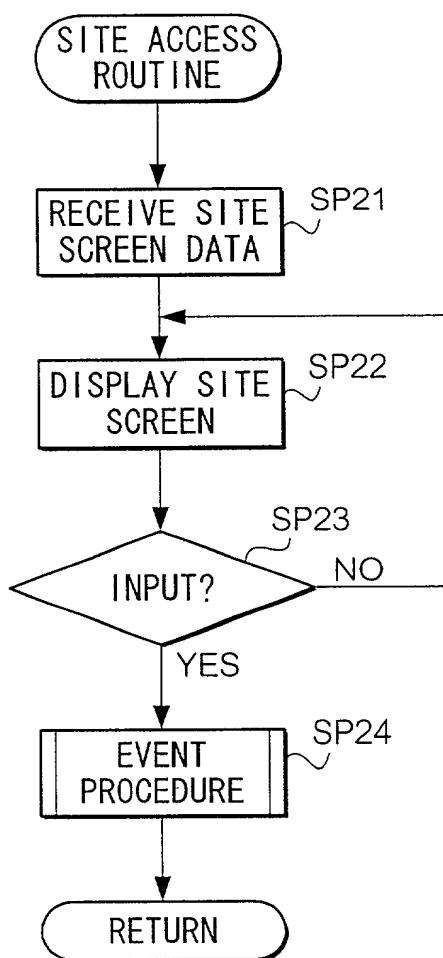 SITE ACCESS
ROUTINE
SP21
RECEIVE SITE
SCREEN DATA
SP22
DISPLAY SITE
SCREEN
SP23
INPUT?
NO
YES
SP24
EVENT
PROCEDURE
RETURN